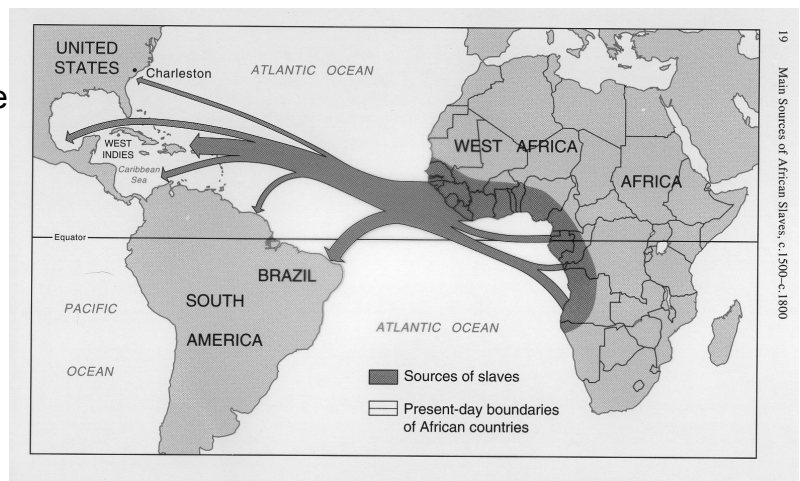 e
19 Main Sources of African Slaves, c.1500–c.1800
UNITED
STATES
Charleston
ATLANTIC OCEAN
WEST
INDIES
Caribbean
Sea
WEST AFRICA
AFRICA
Equator
BRAZIL
SOUTH
AMERICA
PACIFIC
OCEAN
ATLANTIC OCEAN
Sources of slaves
Present-day boundaries
of African countries